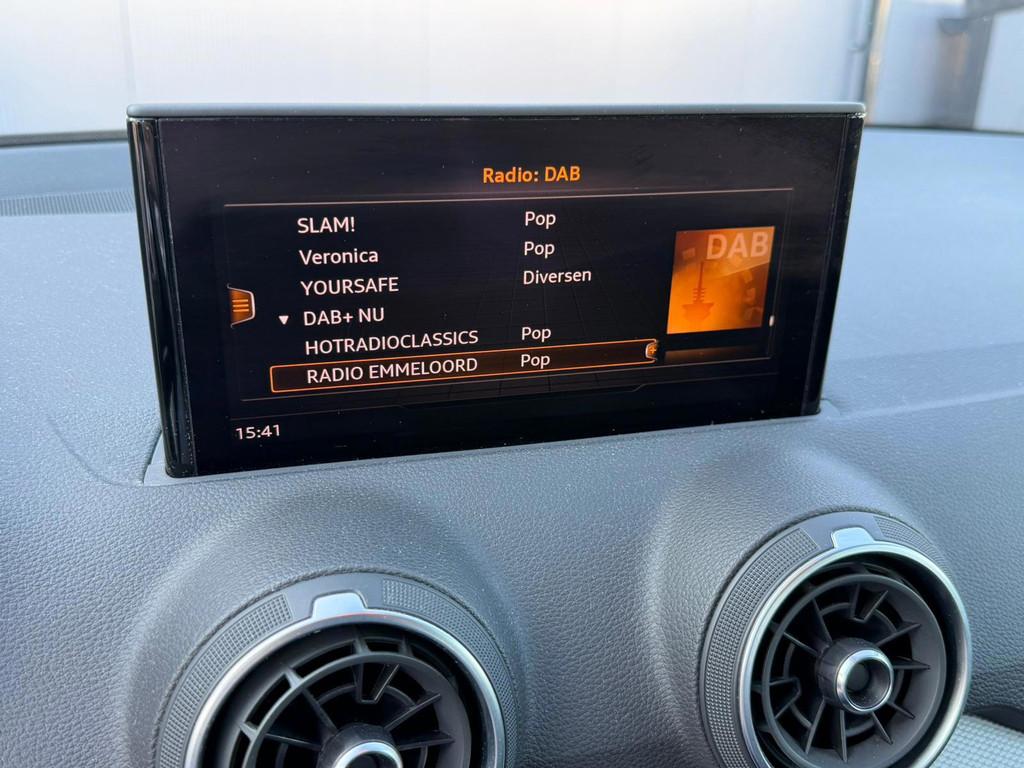 Radio: DAB
SLAM! Pop
Veronica Pop
YOURSAFE Diversen
DAB+ NU
HOTRADIOCLASSICS Pop
RADIO EMMELOORD Pop
DAB
15:41